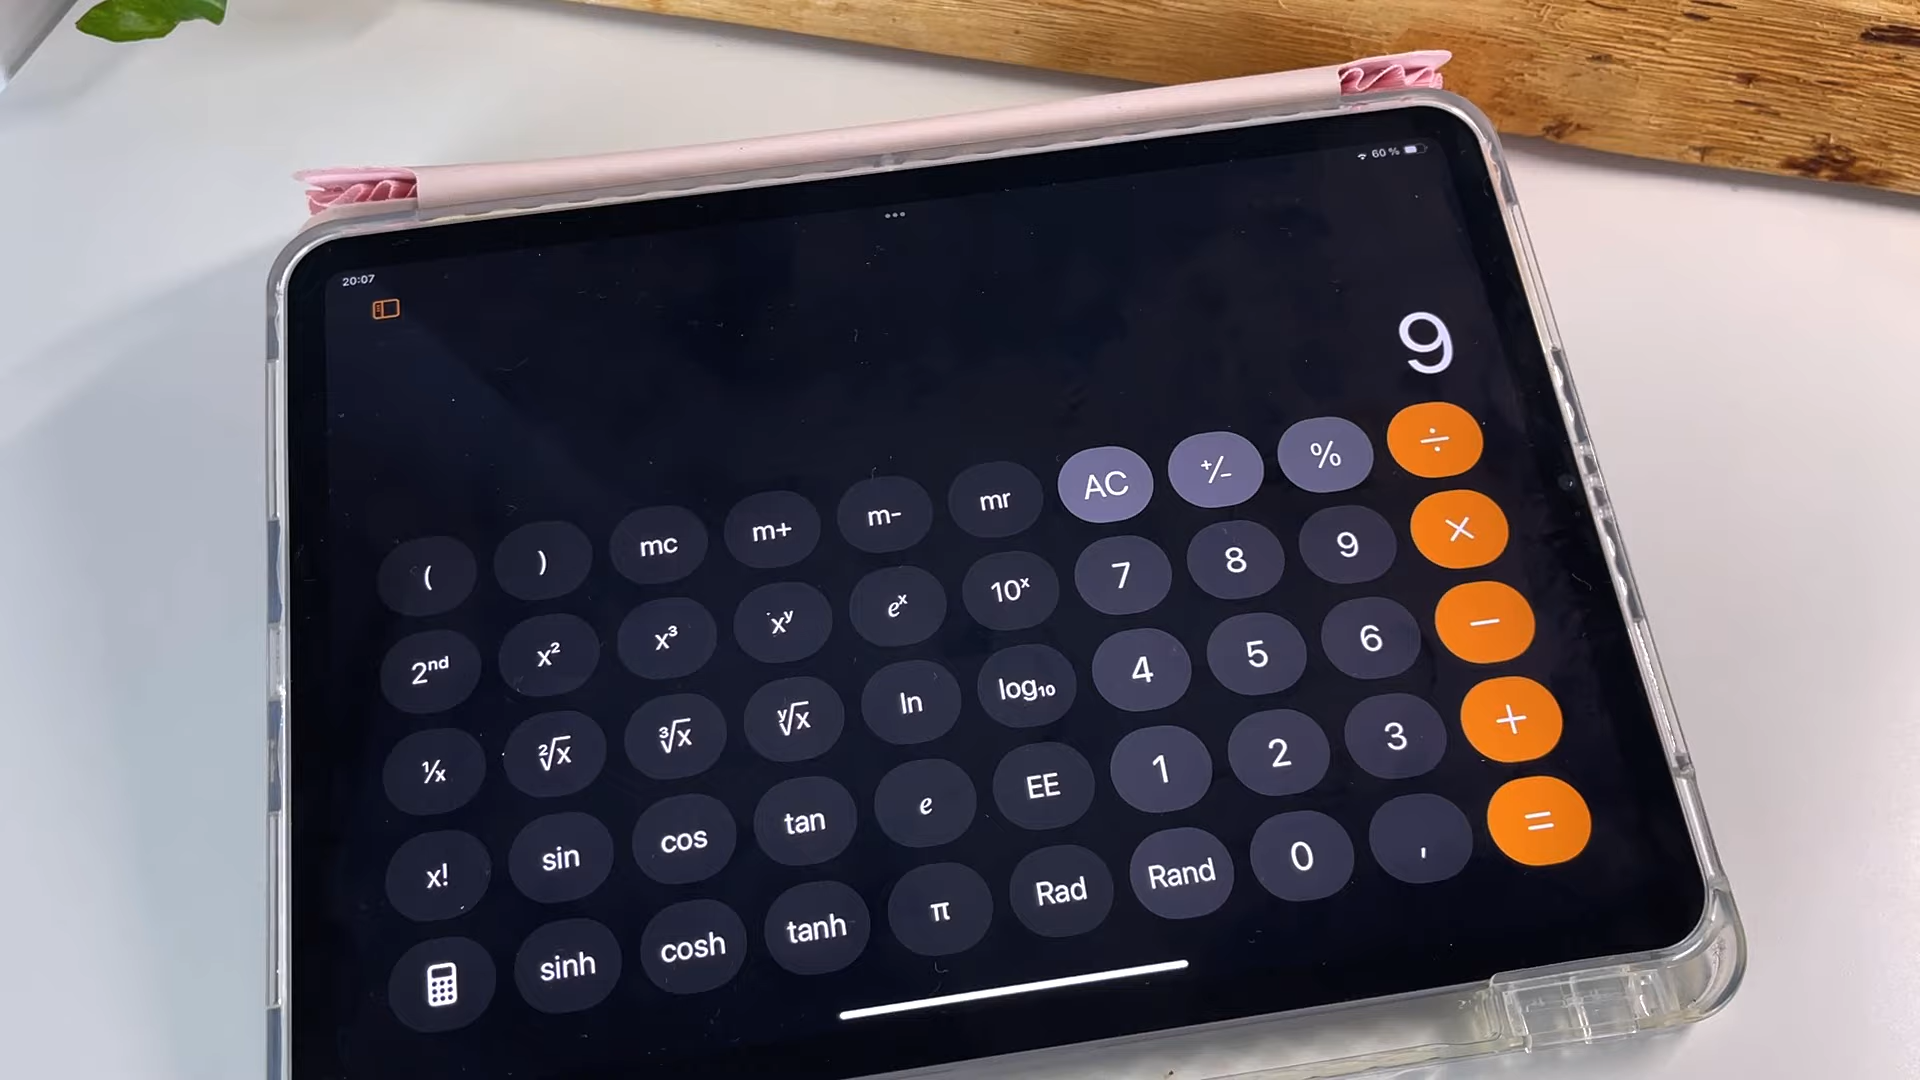 20:07
60 %
9
( ) mc m+ m- mr AC +/- % ÷
2ⁿᵈ x² x³ xʸ eˣ 10ˣ 7 8 9 ×
¹/x ²√x ³√x ʸ√x ln log₁₀ 4 5 6 −
x! sin cos tan e EE 1 2 3 +
sinh cosh tanh π Rad Rand 0 , =